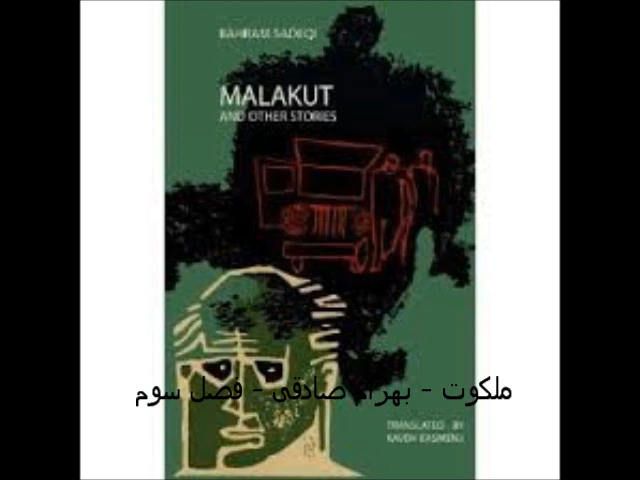 BAHRAM SADEQI
MALAKUT
AND OTHER STORIES
ملکوت - بهرام صادقی - فصل سوم
TRANSLATED BY
KAVEH BASMENJI